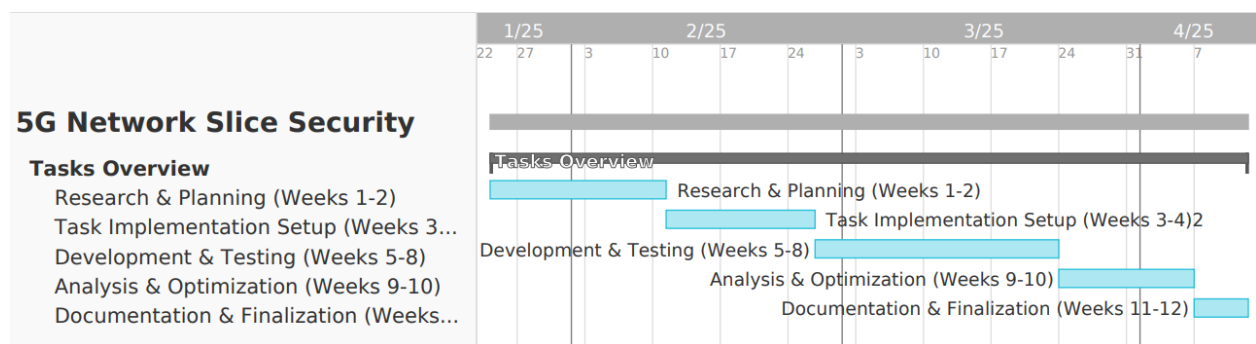 1/25 2/25 3/25 4/25
22 27 3 10 17 24 3 10 17 24 31 7
5G Network Slice Security
Tasks Overview
Tasks Overview
Research & Planning (Weeks 1-2)
Research & Planning (Weeks 1-2)
Task Implementation Setup (Weeks 3...
Task Implementation Setup (Weeks 3-4)2
Development & Testing (Weeks 5-8)
Development & Testing (Weeks 5-8)
Analysis & Optimization (Weeks 9-10)
Analysis & Optimization (Weeks 9-10)
Documentation & Finalization (Weeks...
Documentation & Finalization (Weeks 11-12)